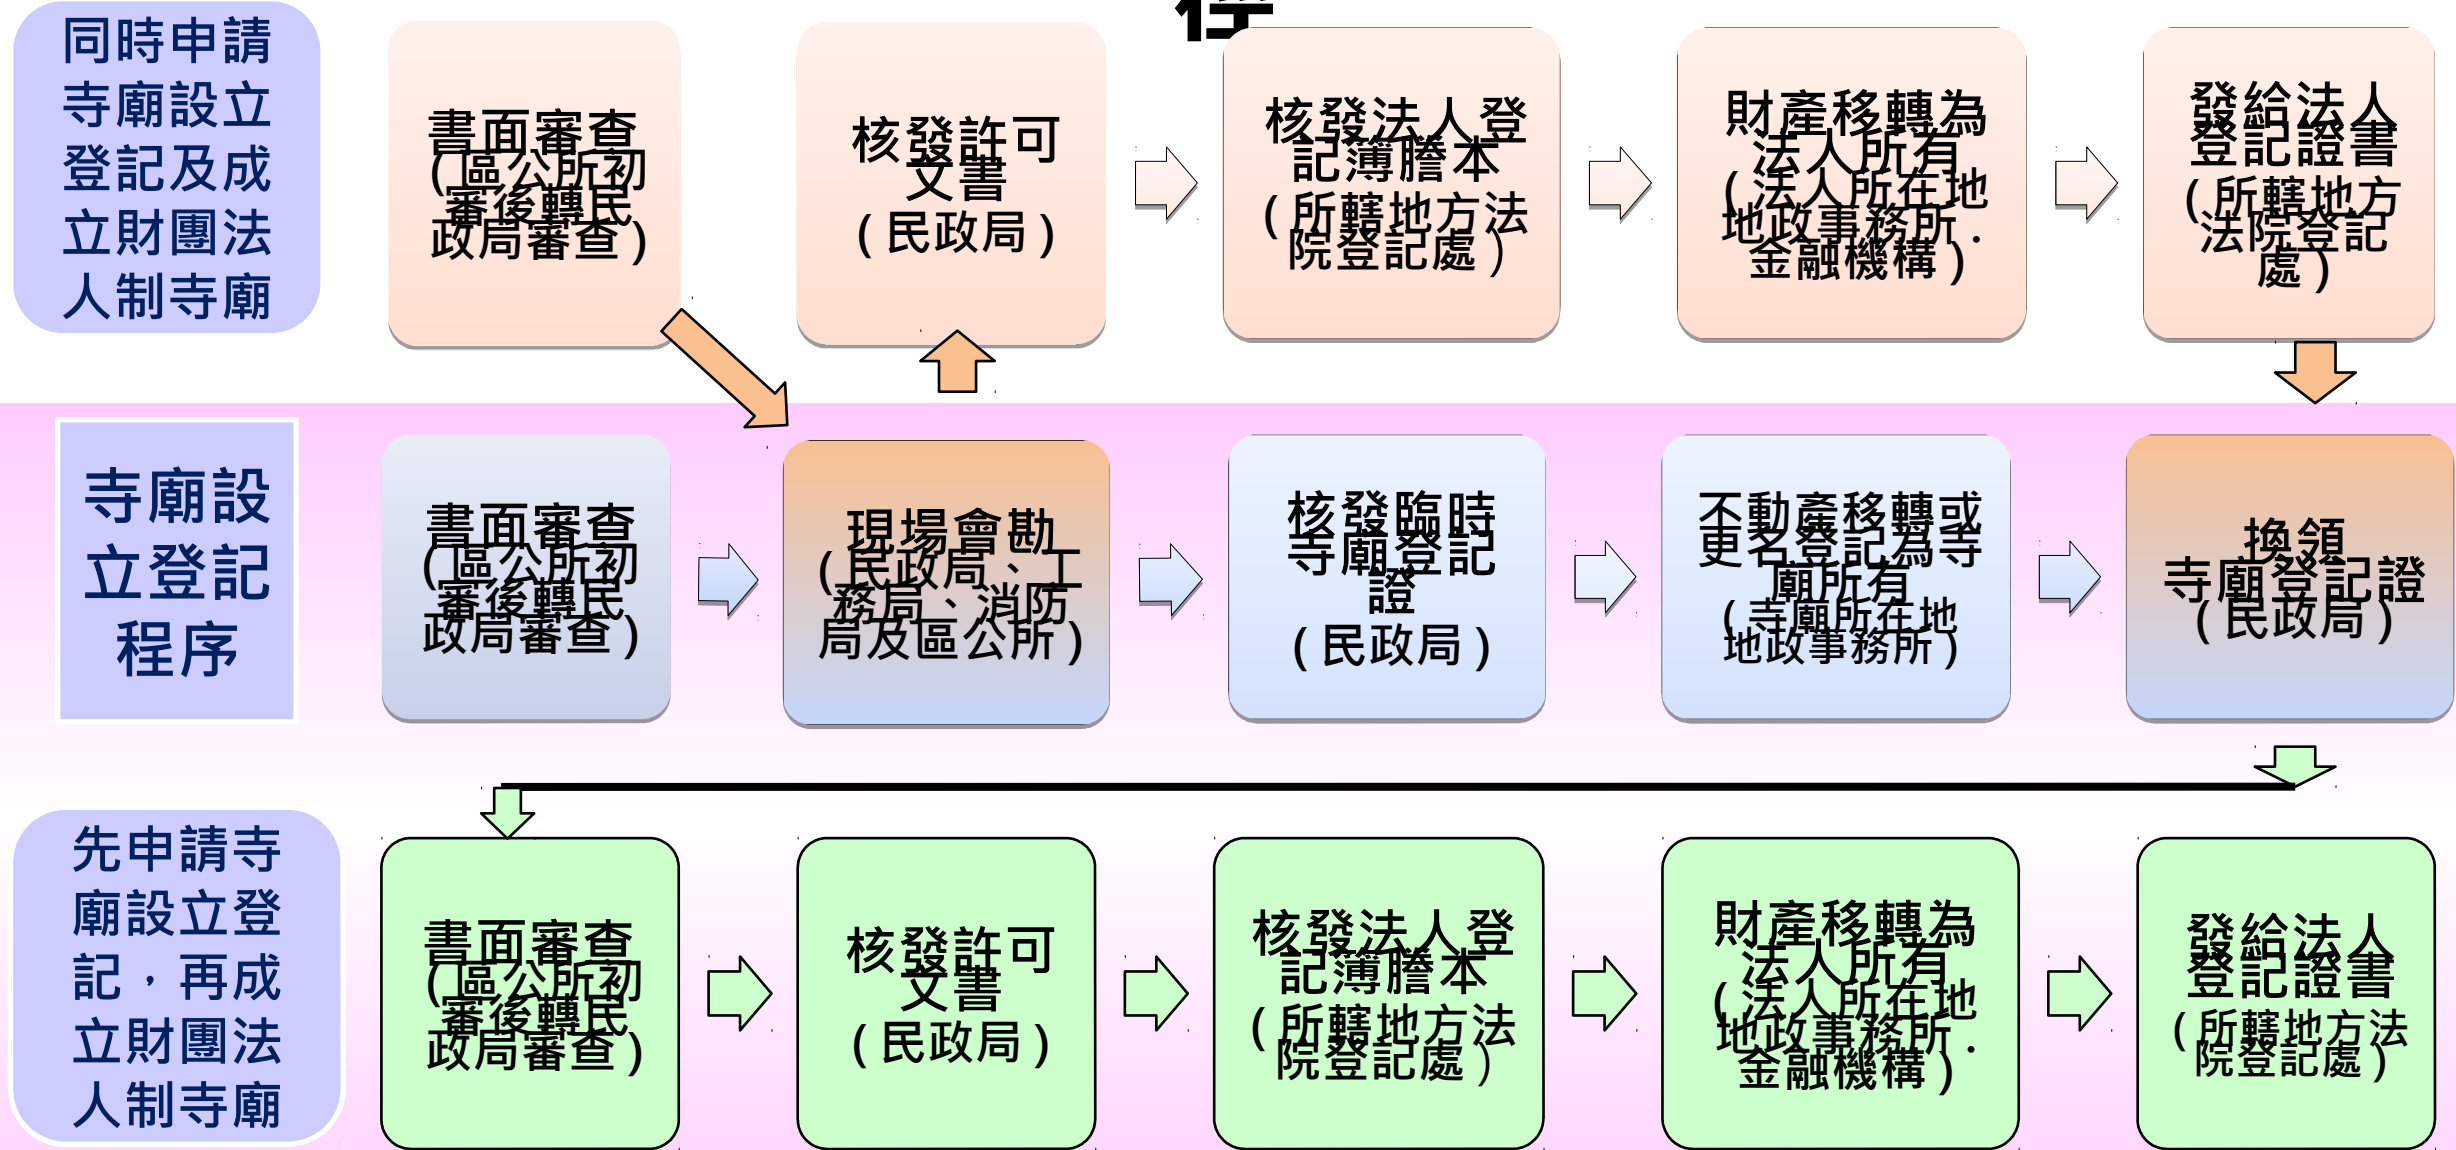 同時申請
寺廟設立
登記及成
立財團法
人制寺廟
書面審查
(區公所初
審後轉民
政局審查)
核發許可
文書
(民政局)
核發法人登
記簿謄本
(所轄地方法
院登記處)
財產移轉為
法人所有
(法人所在地
地政事務所.
金融機構)
發給法人
登記證書
(所轄地方
法院登記
處)
寺廟設
立登記
程序
書面審查
(區公所初
審後轉民
政局審查)
現場會勘
(民政局、工
務局、消防
局及區公所)
核發臨時
寺廟登記
證
(民政局)
不動產移轉或
更名登記為寺
廟所有
(寺廟所在地
地政事務所)
換領
寺廟登記證
(民政局)
先申請寺
廟設立登
記,再成
立財團法
人制寺廟
書面審查
(區公所初
審後轉民
政局審查)
核發許可
文書
(民政局)
核發法人登
記簿謄本
(所轄地方法
院登記處)
財產移轉為
法人所有
(法人所在地
地政事務所.
金融機構)
發給法人
登記證書
(所轄地方法
院登記處)